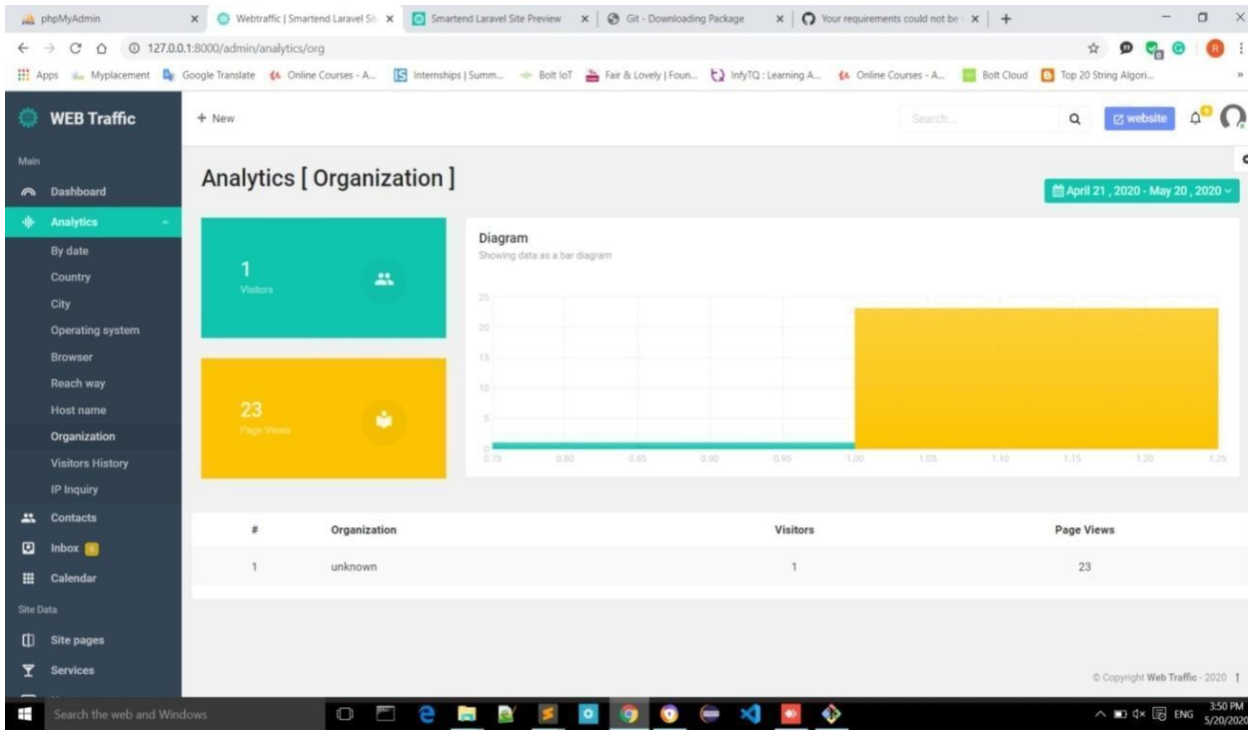 phpMyAdmin
Webtraffic | Smartend Laravel Sit
Smartend Laravel Site Preview
Git - Downloading Package
Your requirements could not be
127.0.0.1:8000/admin/analytics/org
R
Apps
Myplacement
Google Translate
Online Courses - A...
Internships | Summ...
Bolt IoT
Fair & Lovely | Foun...
InfyTQ : Learning A...
Online Courses - A...
Bolt Cloud
Top 20 String Algori...
WEB Traffic
+ New
Search...
website
Main
Dashboard
Analytics
By date
Country
City
Operating system
Browser
Reach way
Host name
Organization
Visitors History
IP Inquiry
Contacts
Inbox
Calendar
Site Data
Site pages
Services
Analytics [ Organization ]
April 21 , 2020 - May 20 , 2020
1
Visitors
23
Page Views
Diagram
Showing data as a bar diagram
25
20
15
10
5
0
0.75 0.80 0.85 0.90 0.95 1.00 1.05 1.10 1.15 1.20 1.25
# Organization Visitors Page Views
1 unknown 1 23
© Copyright Web Traffic - 2020
Search the web and Windows
ENG
3:50 PM
5/20/2020